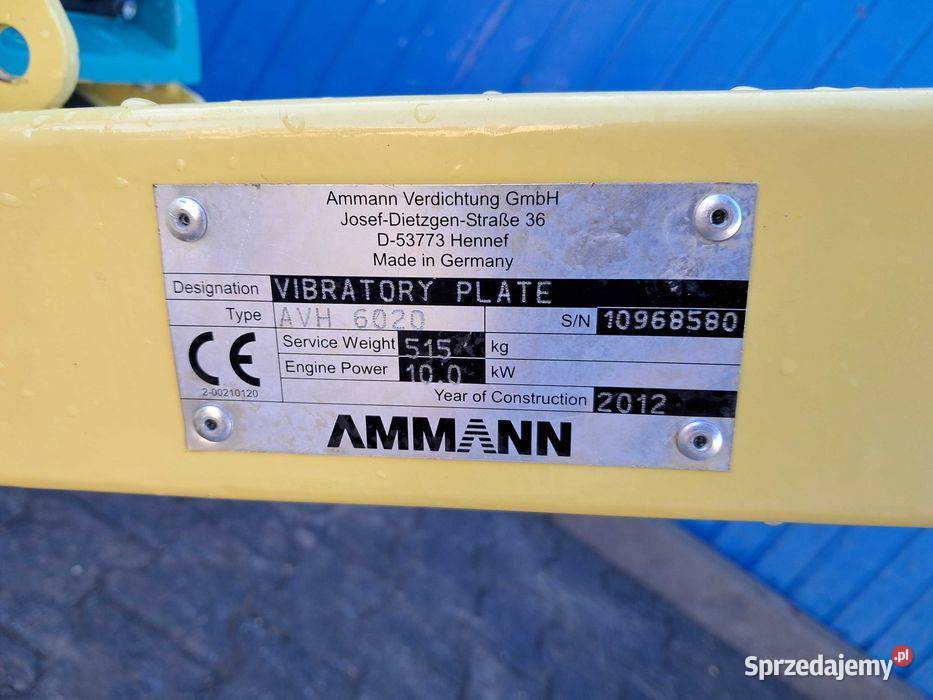 Ammann Verdichtung GmbH
Josef-Dietzgen-Straße 36
D-53773 Hennef
Made in Germany
Designation VIBRATORY PLATE
Type AVH 6020 S/N 10968580
CE
Service Weight 515 kg
Engine Power 10.0 kW
2-00210120
Year of Construction 2012
AMMANN
Sprzedajemy.pl